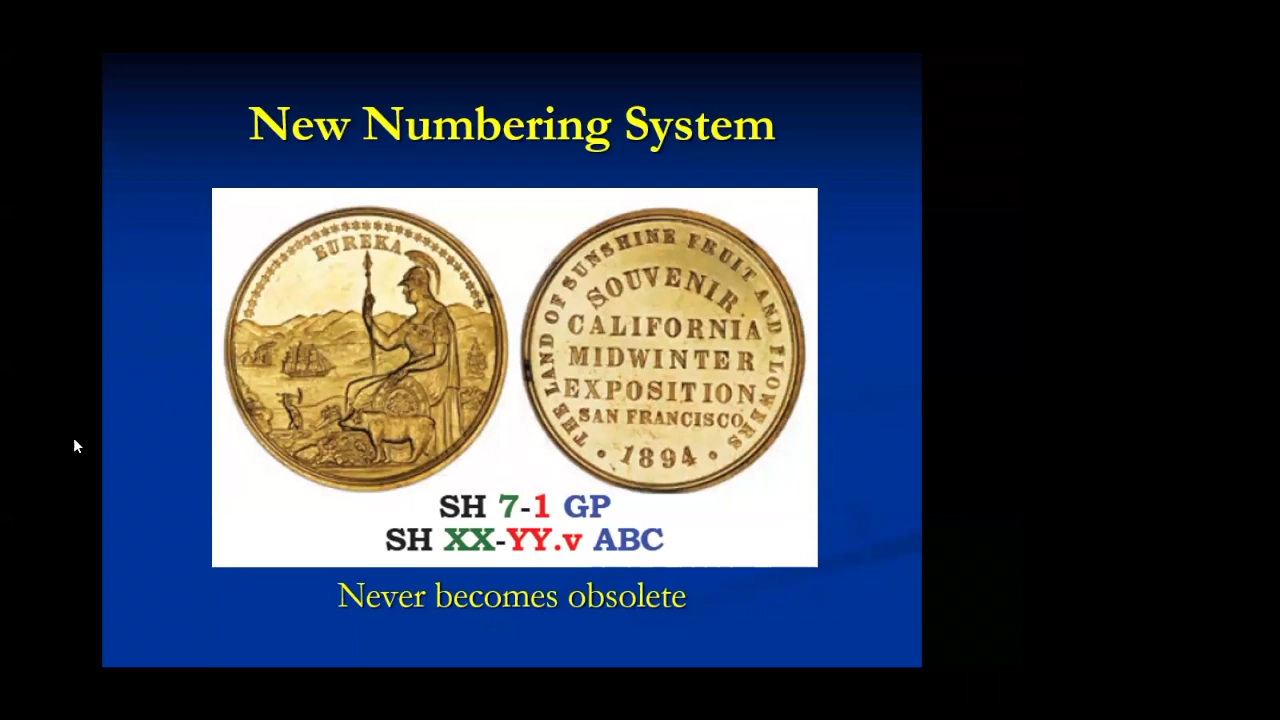 New Numbering System
EUREKA
THE LAND OF SUNSHINE FRUIT AND FLOWERS
SOUVENIR
CALIFORNIA
MIDWINTER
EXPOSITION
SAN FRANCISCO
• 1894 •
SH 7-1 GP
SH XX-YY.v ABC
Never becomes obsolete